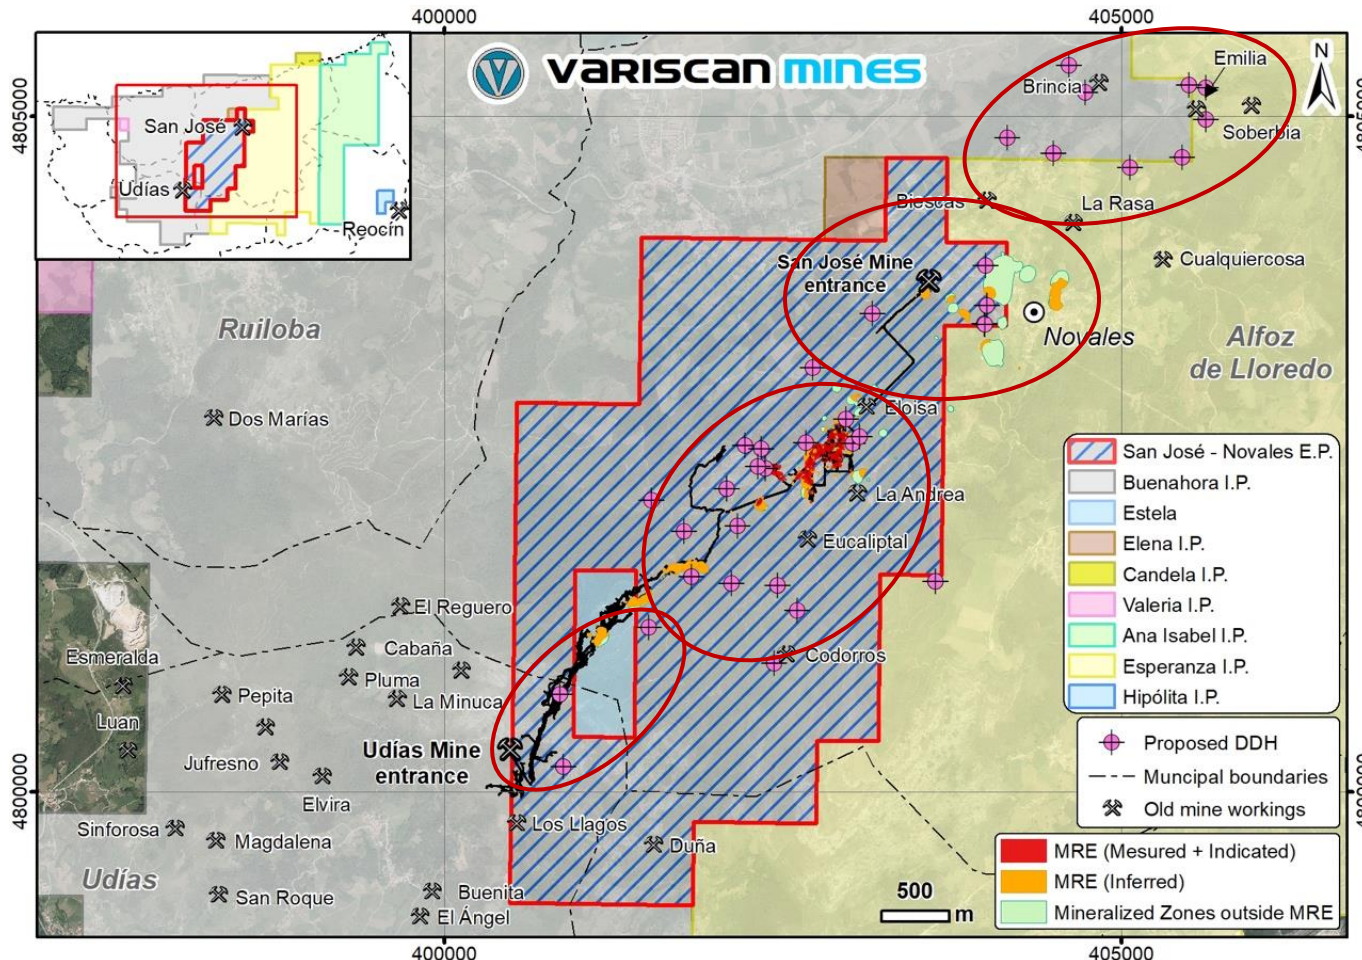 400000
405000
VARISCAN MINES
N
4805000
4805000
San José
Udías
Reocín
Brincia
Emilia
Soberbia
La Rasa
Biescas
Cualquiercosa
San José Mine
entrance
Novales
Ruiloba
Alfoz
de Lloredo
Dos Marías
Eloisa
La Andrea
Eucaliptal
San José - Novales E.P.
Buenahora I.P.
Estela
Elena I.P.
Candela I.P.
Valeria I.P.
Ana Isabel I.P.
Esperanza I.P.
Hipólita I.P.
El Reguero
Cabaña
Codorros
Esmeralda
Pluma
Pepita
La Minuca
Luan
Udías Mine
entrance
Jufresno
Elvira
Proposed DDH
Muncipal boundaries
Old mine workings
4800000
4800000
Sinforosa
Magdalena
Los Llagos
Duña
Udías
San Roque
Buenita
El Ángel
MRE (Mesured + Indicated)
MRE (Inferred)
Mineralized Zones outside MRE
500
m
400000
405000